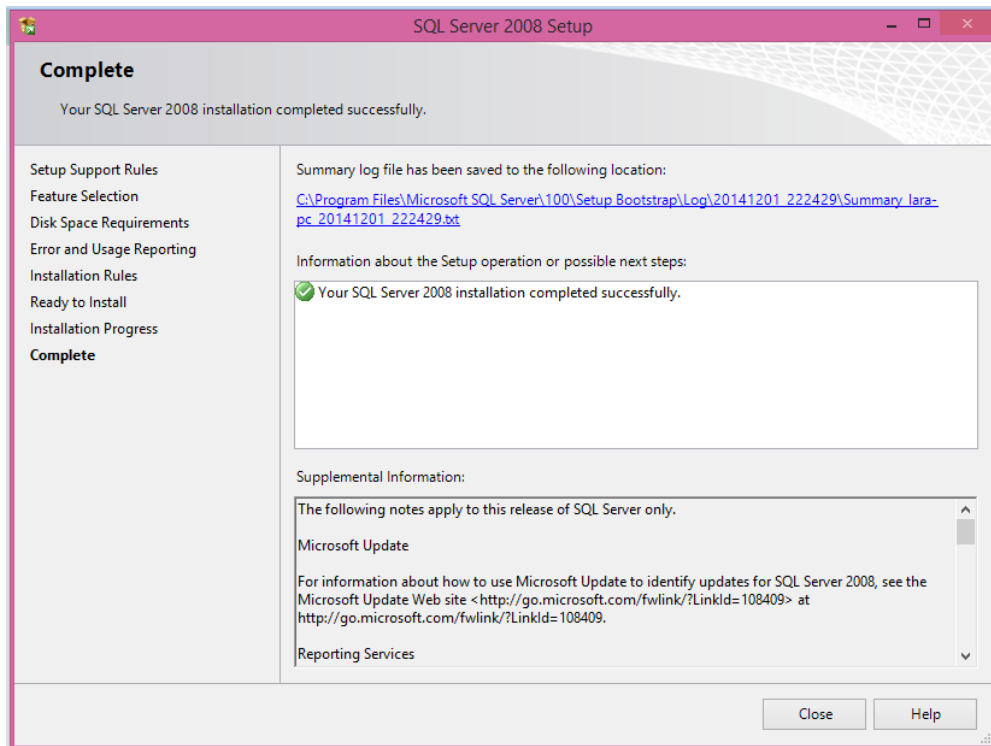 SQL Server 2008 Setup
Complete
Your SQL Server 2008 installation completed successfully.
Setup Support Rules
Feature Selection
Disk Space Requirements
Error and Usage Reporting
Installation Rules
Ready to Install
Installation Progress
Complete
Summary log file has been saved to the following location:
C:\Program Files\Microsoft SQL Server\100\Setup Bootstrap\Log\20141201_222429\Summary_lara-
pc_20141201_222429.txt
Information about the Setup operation or possible next steps:
Your SQL Server 2008 installation completed successfully.
Supplemental Information:
The following notes apply to this release of SQL Server only.
Microsoft Update
For information about how to use Microsoft Update to identify updates for SQL Server 2008, see the
Microsoft Update Web site <http://go.microsoft.com/fwlink/?LinkId=108409> at
http://go.microsoft.com/fwlink/?LinkId=108409.
Reporting Services
Close
Help